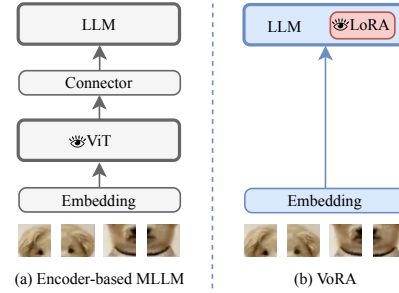 LLM
Connector
ViT
Embedding
(a) Encoder-based MLLM
LLM
LoRA
Embedding
(b) VoRA